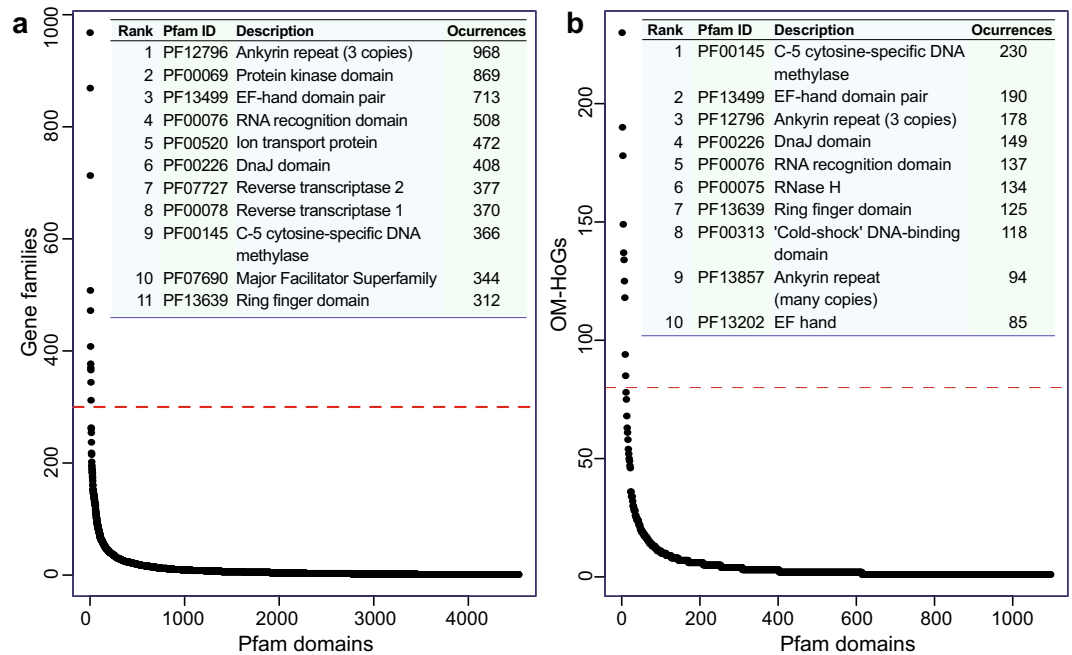 a
Rank Pfam ID Description Ocurrences
1 PF12796 Ankyrin repeat (3 copies) 968
2 PF00069 Protein kinase domain 869
3 PF13499 EF-hand domain pair 713
4 PF00076 RNA recognition domain 508
5 PF00520 Ion transport protein 472
6 PF00226 DnaJ domain 408
7 PF07727 Reverse transcriptase 2 377
8 PF00078 Reverse transcriptase 1 370
9 PF00145 C-5 cytosine-specific DNA 366
methylase
10 PF07690 Major Facilitator Superfamily 344
11 PF13639 Ring finger domain 312
Gene families
1000
800
600
400
200
0
0 1000 2000 3000 4000
Pfam domains
b
Rank Pfam ID Description Ocurrences
1 PF00145 C-5 cytosine-specific DNA 230
methylase
2 PF13499 EF-hand domain pair 190
3 PF12796 Ankyrin repeat (3 copies) 178
4 PF00226 DnaJ domain 149
5 PF00076 RNA recognition domain 137
6 PF00075 RNase H 134
7 PF13639 Ring finger domain 125
8 PF00313 'Cold-shock' DNA-binding 118
domain
9 PF13857 Ankyrin repeat 94
(many copies)
10 PF13202 EF hand 85
OM-HoGs
200
150
100
50
0
0 200 400 600 800 1000
Pfam domains